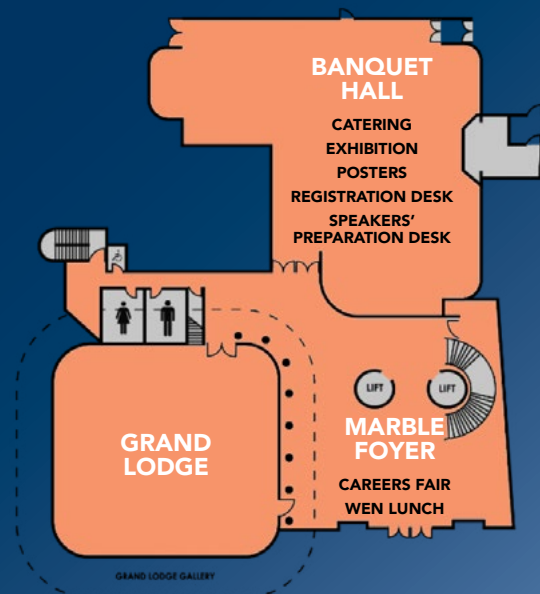 BANQUET
HALL
CATERING
EXHIBITION
POSTERS
REGISTRATION DESK
SPEAKERS'
PREPARATION DESK
LIFT
LIFT
MARBLE
FOYER
CAREERS FAIR
WEN LUNCH
GRAND
LODGE
GRAND LODGE GALLERY